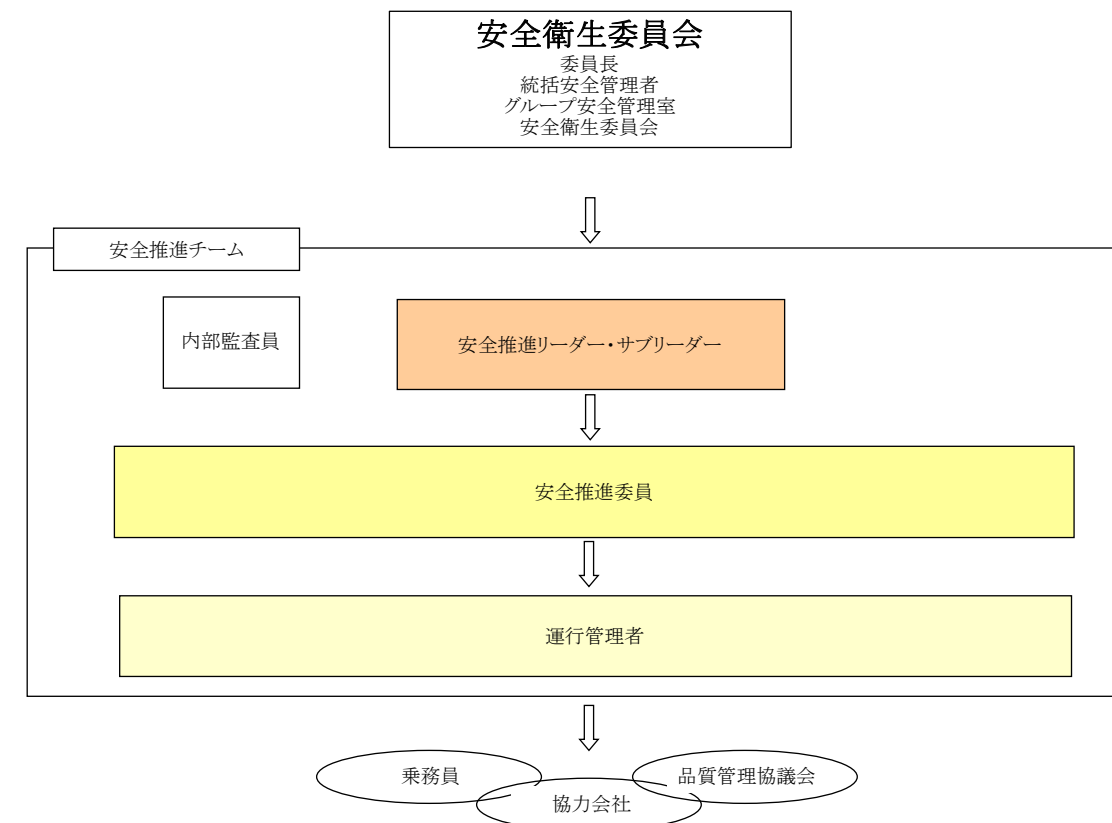 安全衛生委員会
委員長
統括安全管理者
グループ安全管理室
安全衛生委員会
安全推進チーム
内部監査員
安全推進リーダー・サブリーダー
安全推進委員
運行管理者
乗務員
品質管理協議会
協力会社